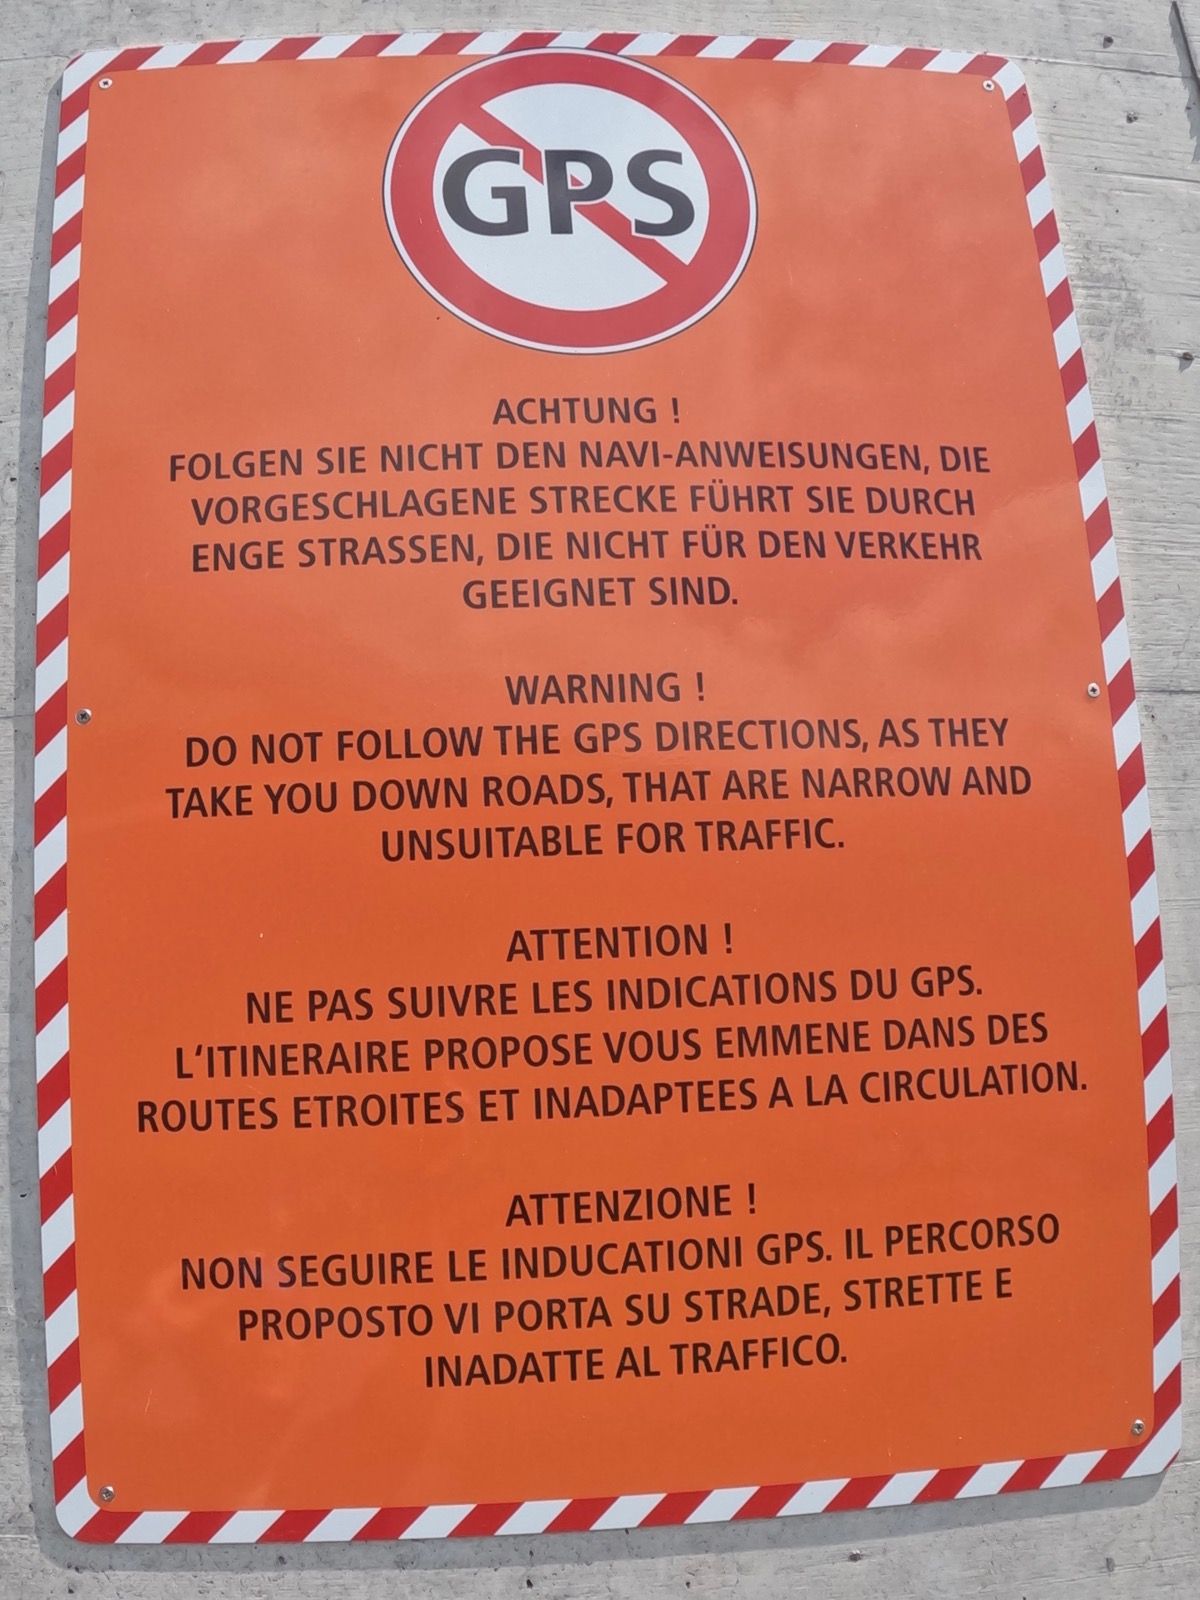 GPS
ACHTUNG !
FOLGEN SIE NICHT DEN NAVI-ANWEISUNGEN, DIE
VORGESCHLAGENE STRECKE FÜHRT SIE DURCH
ENGE STRASSEN, DIE NICHT FÜR DEN VERKEHR
GEEIGNET SIND.
WARNING !
DO NOT FOLLOW THE GPS DIRECTIONS, AS THEY
TAKE YOU DOWN ROADS, THAT ARE NARROW AND
UNSUITABLE FOR TRAFFIC.
ATTENTION !
NE PAS SUIVRE LES INDICATIONS DU GPS.
L‘ITINERAIRE PROPOSE VOUS EMMENE DANS DES
ROUTES ETROITES ET INADAPTEES A LA CIRCULATION.
ATTENZIONE !
NON SEGUIRE LE INDUCATIONI GPS. IL PERCORSO
PROPOSTO VI PORTA SU STRADE, STRETTE E
INADATTE AL TRAFFICO.